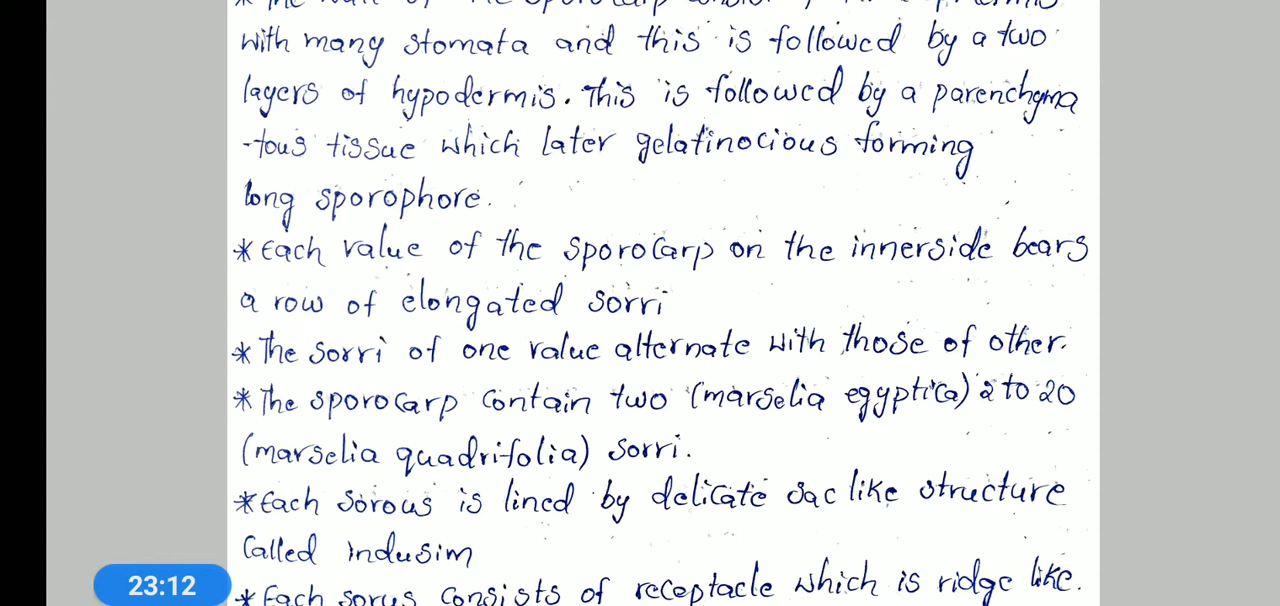 with many stomata and this is followed by a two
layers of hypodermis. This is followed by a parenchyma
-tous tissue which later gelatinocious forming
long sporophore.
* Each value of the sporocarp on the innerside bears
a row of elongated sorri
* The sorri of one value alternate with those of other.
* The sporocarp contain two (marselia egyptica) 2 to 20
(marselia quadrifolia) sorri.
* Each sorous is lined by delicate sac like structure
called indusim
* Each sorus consists of receptacle which is ridge like.
23:12